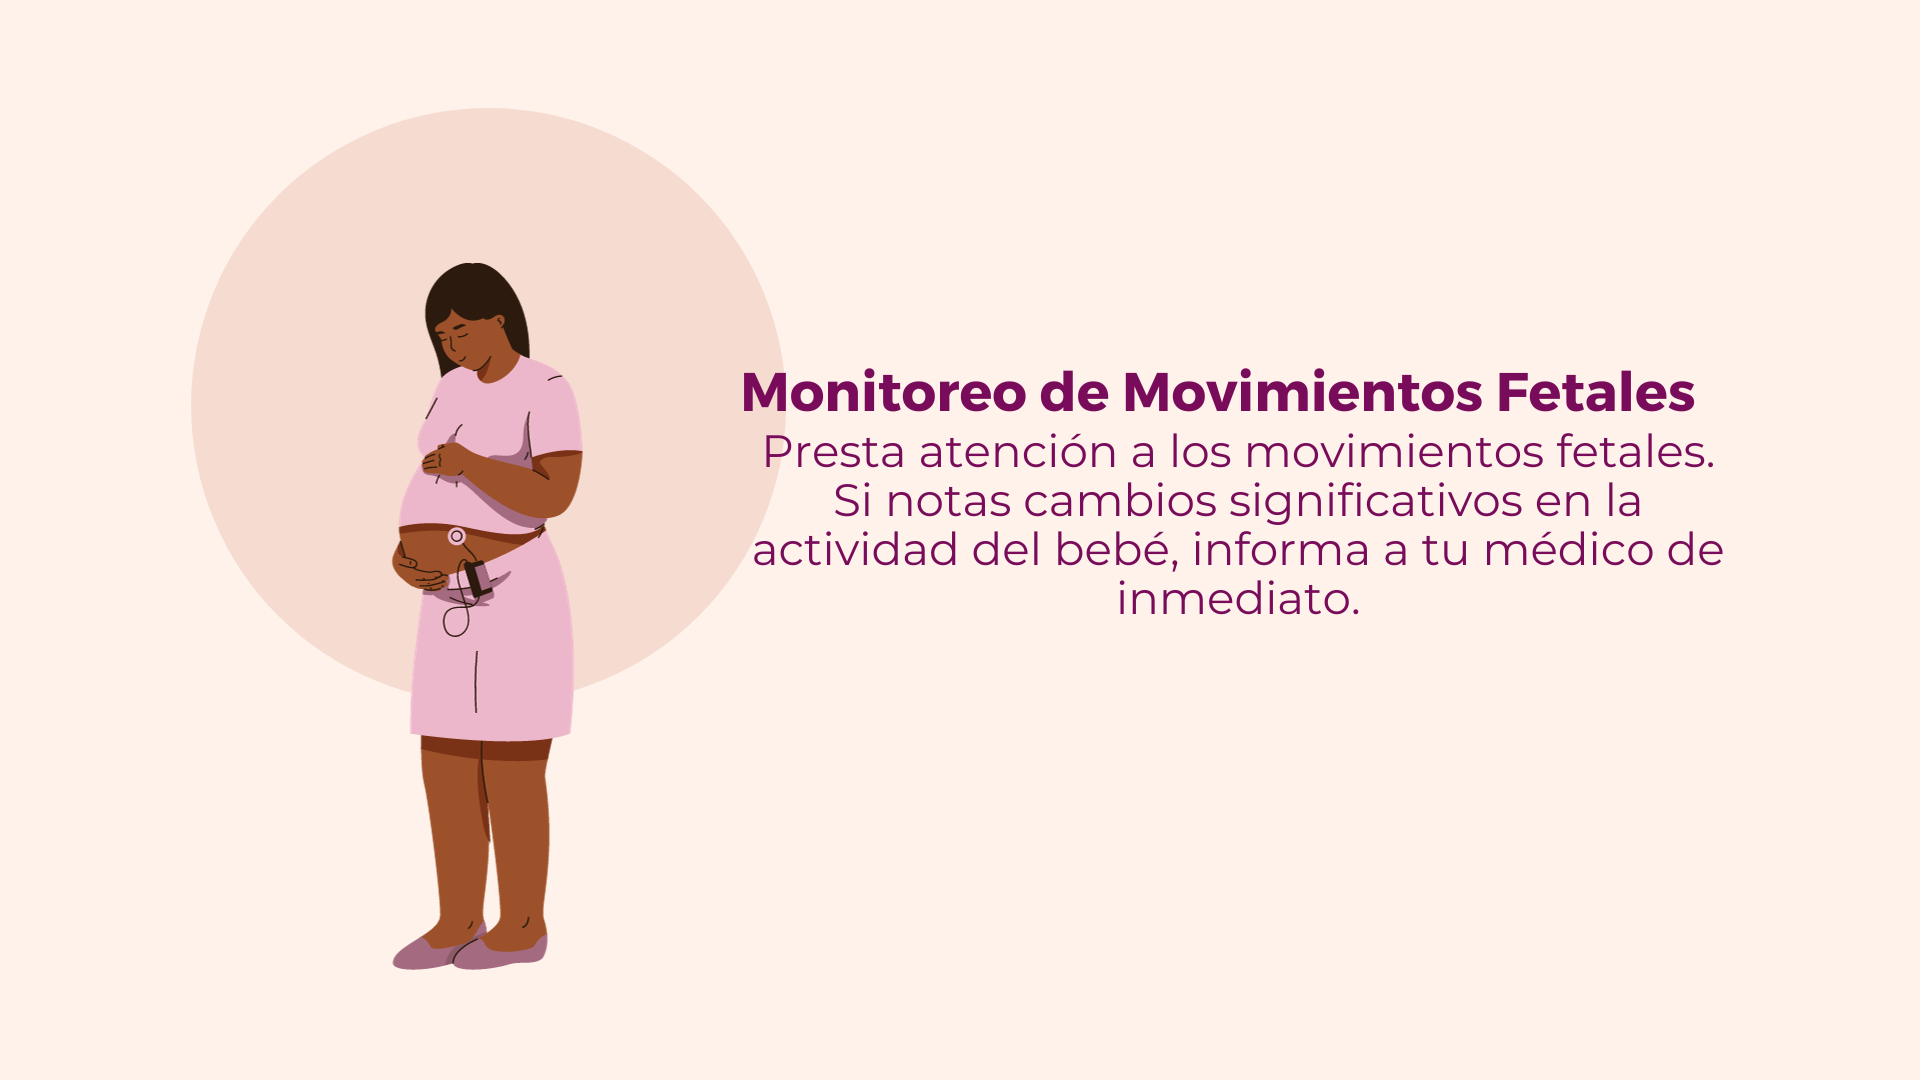 Monitoreo de Movimientos Fetales
Presta atención a los movimientos fetales.
Si notas cambios significativos en la
actividad del bebé, informa a tu médico de
inmediato.